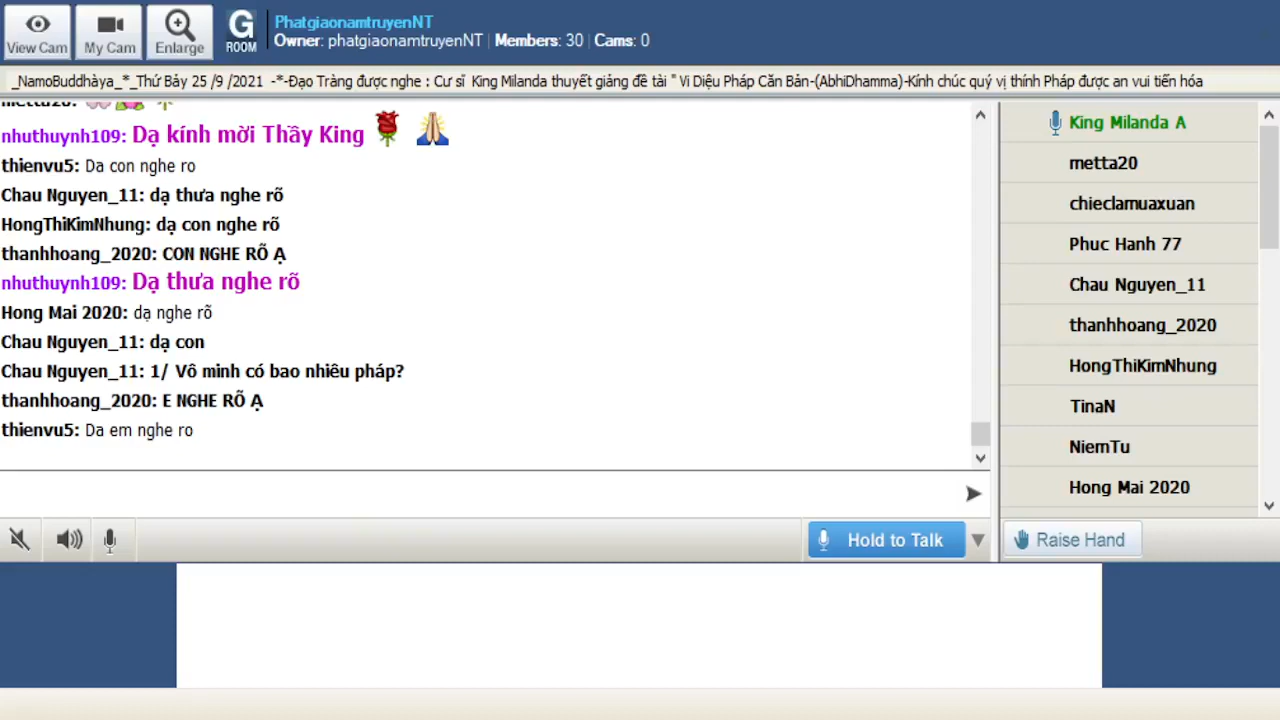 View Cam
My Cam
Enlarge
G
ROOM
PhatgiaonamtruyenNT
Owner: phatgiaonamtruyenNT | Members: 30 | Cams: 0
_NamoBuddhàya_*_Thứ Bảy 25 /9 /2021 -*-Đạo Tràng được nghe : Cư sĩ King Milanda thuyết giảng đề tài " Vi Diệu Pháp Căn Bản-(AbhiDhamma)-Kính chúc quý vị thính Pháp được an vui tiến hóa
metta20:
nhuthuynh109: Dạ kính mời Thầy King
thienvu5: Da con nghe ro
Chau Nguyen_11: dạ thưa nghe rõ
HongThiKimNhung: dạ con nghe rõ
thanhhoang_2020: CON NGHE RÕ Ạ
nhuthuynh109: Dạ thưa nghe rõ
Hong Mai 2020: dạ nghe rõ
Chau Nguyen_11: dạ con
Chau Nguyen_11: 1/ Vô minh có bao nhiêu pháp?
thanhhoang_2020: E NGHE RÕ Ạ
thienvu5: Da em nghe ro
King Milanda A
metta20
chieclamuaxuan
Phuc Hanh 77
Chau Nguyen_11
thanhhoang_2020
HongThiKimNhung
TinaN
NiemTu
Hong Mai 2020
Hold to Talk
Raise Hand